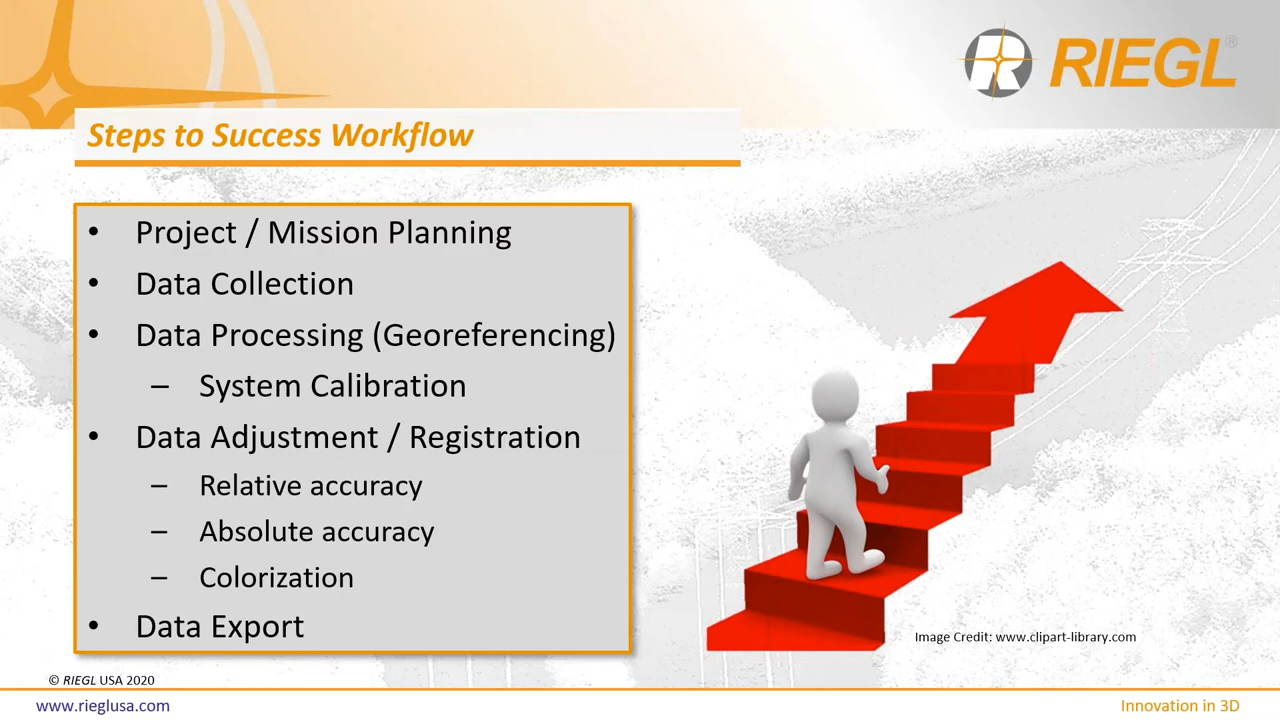 RIEGL®
Steps to Success Workflow
• Project / Mission Planning
• Data Collection
• Data Processing (Georeferencing)
– System Calibration
• Data Adjustment / Registration
– Relative accuracy
– Absolute accuracy
– Colorization
• Data Export
Image Credit: www.clipart-library.com
© RIEGL USA 2020
www.rieglusa.com
Innovation in 3D